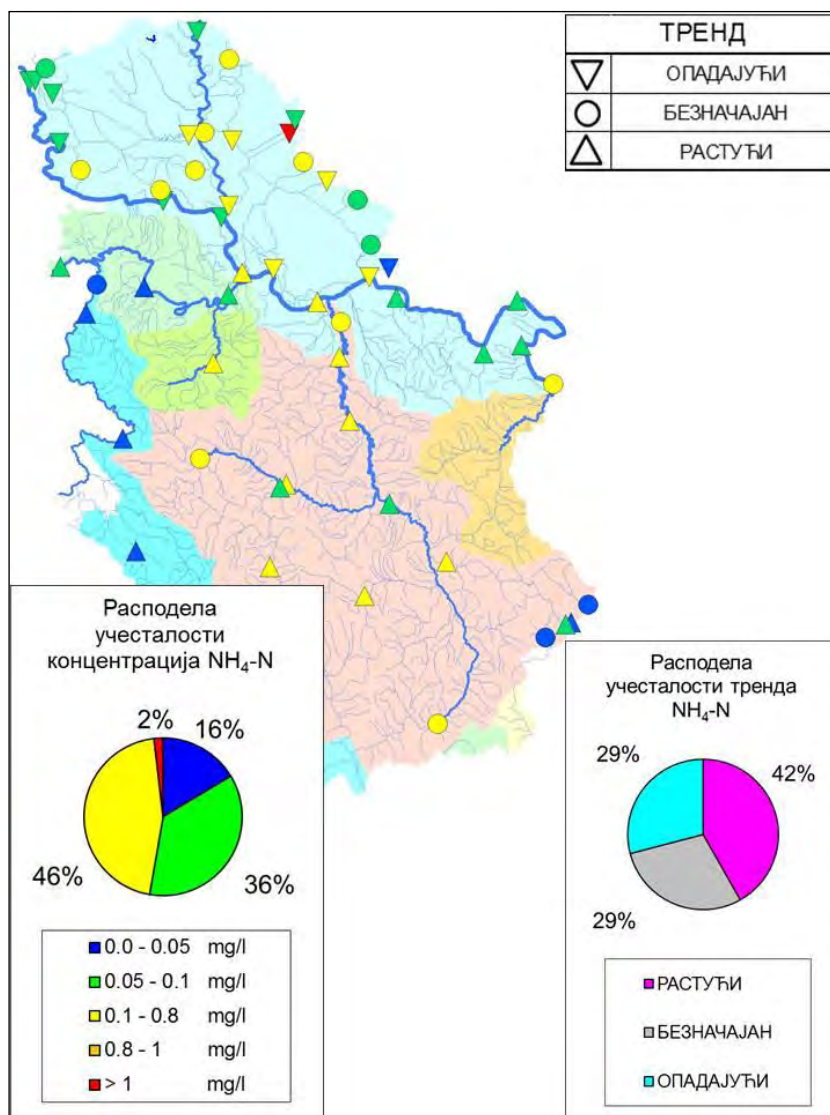 ТРЕНД
ОПАДАЈУЋИ
БЕЗНАЧАЈАН
РАСТУЋИ
Расподела
учесталости
концентрација NH₄-N
2%
16%
46%
36%
0.0 - 0.05 mg/l
0.05 - 0.1 mg/l
0.1 - 0.8 mg/l
0.8 - 1 mg/l
> 1 mg/l
Расподела
учесталости тренда
NH₄-N
29%
42%
29%
РАСТУЋИ
БЕЗНАЧАЈАН
ОПАДАЈУЋИ